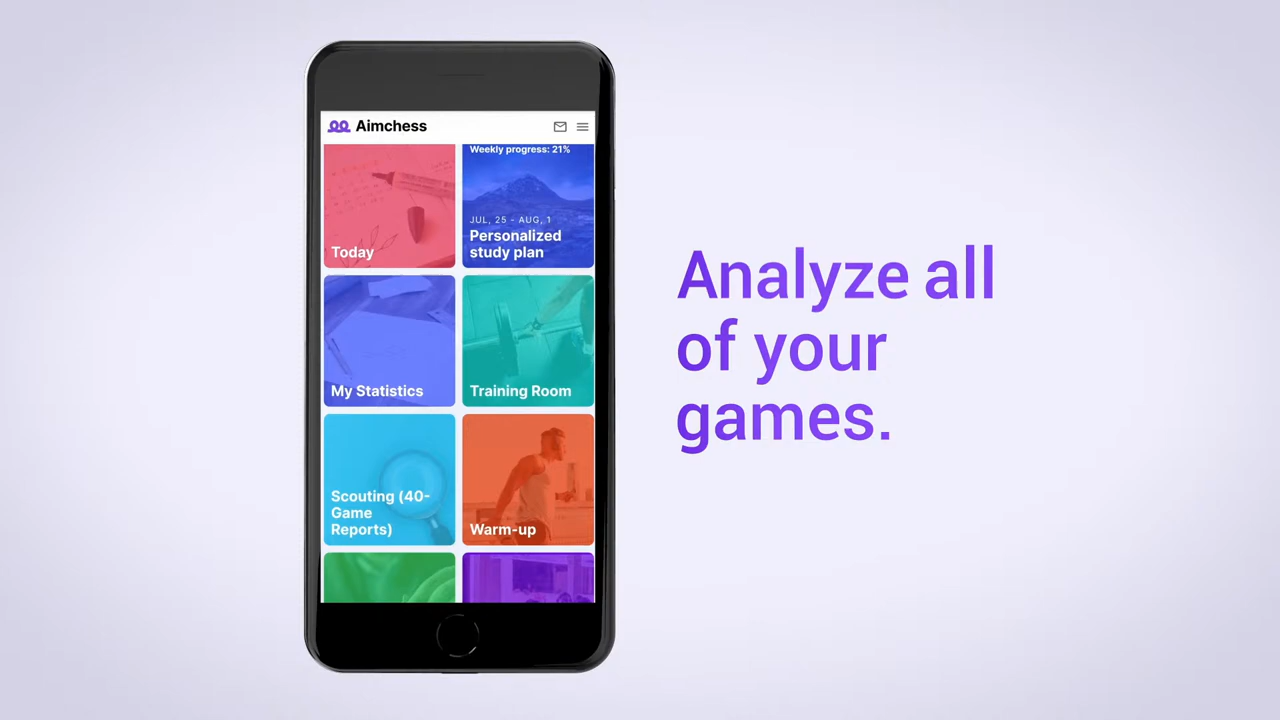 Aimchess
Weekly progress: 21%
JUL, 25 - AUG, 1
Today
Personalized
study plan
My Statistics
Training Room
Scouting (40-
Game
Reports)
Warm-up
Analyze all
of your
games.